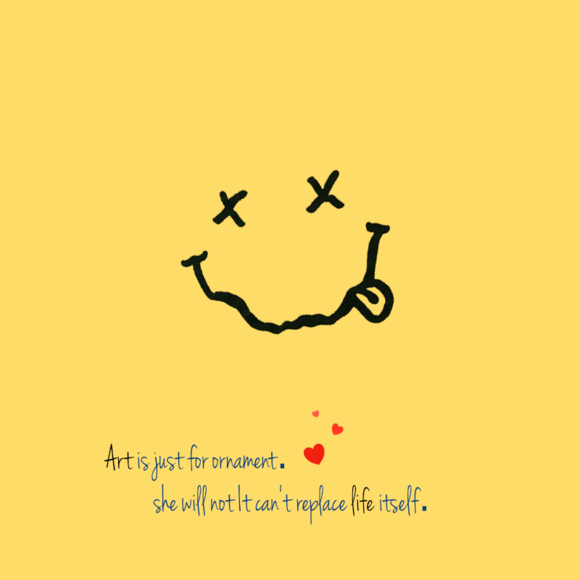 Art is just for ornament.
she will not It can't replace life itself.